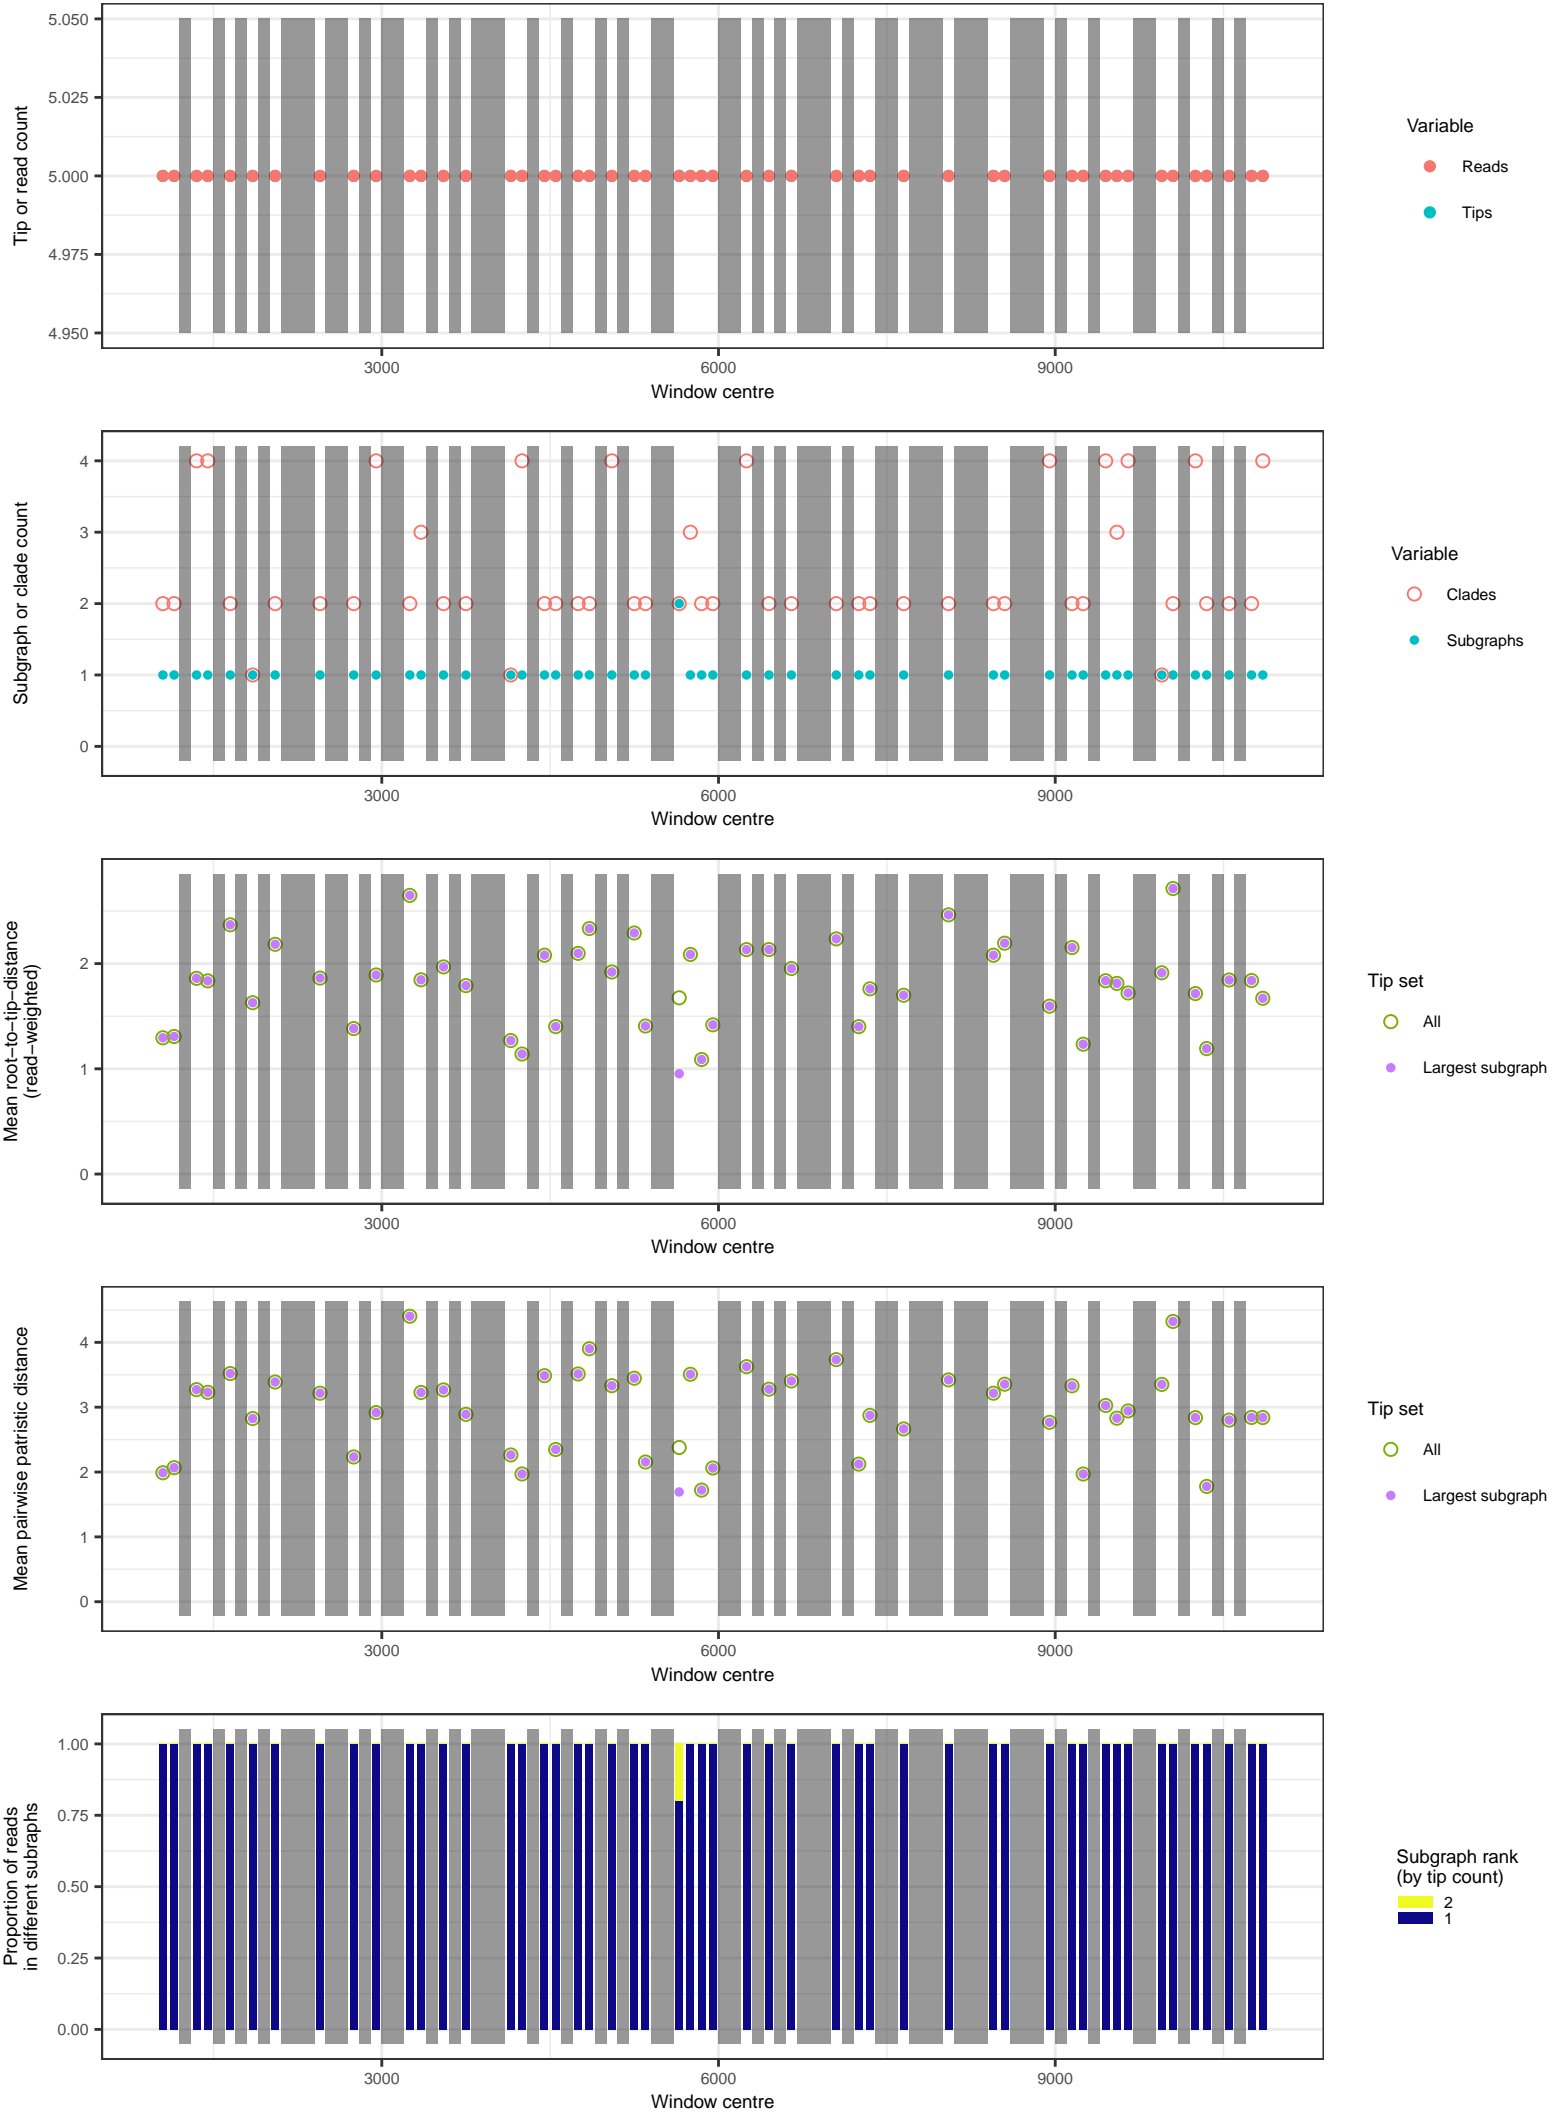 5.050
5.025
5.000
4.975
4.950
Tip or read count
3000
6000
9000
Window centre
Variable
Reads
Tips
4
3
2
1
0
Subgraph or clade count
3000
6000
9000
Window centre
Variable
Clades
Subgraphs
2
1
0
Mean root−to−tip−distance
(read−weighted)
3000
6000
9000
Window centre
Tip set
All
Largest subgraph
4
3
2
1
0
Mean pairwise patristic distance
3000
6000
9000
Window centre
Tip set
All
Largest subgraph
1.00
0.75
0.50
0.25
0.00
Proportion of reads
in different subraphs
3000
6000
9000
Window centre
Subgraph rank
(by tip count)
2
1